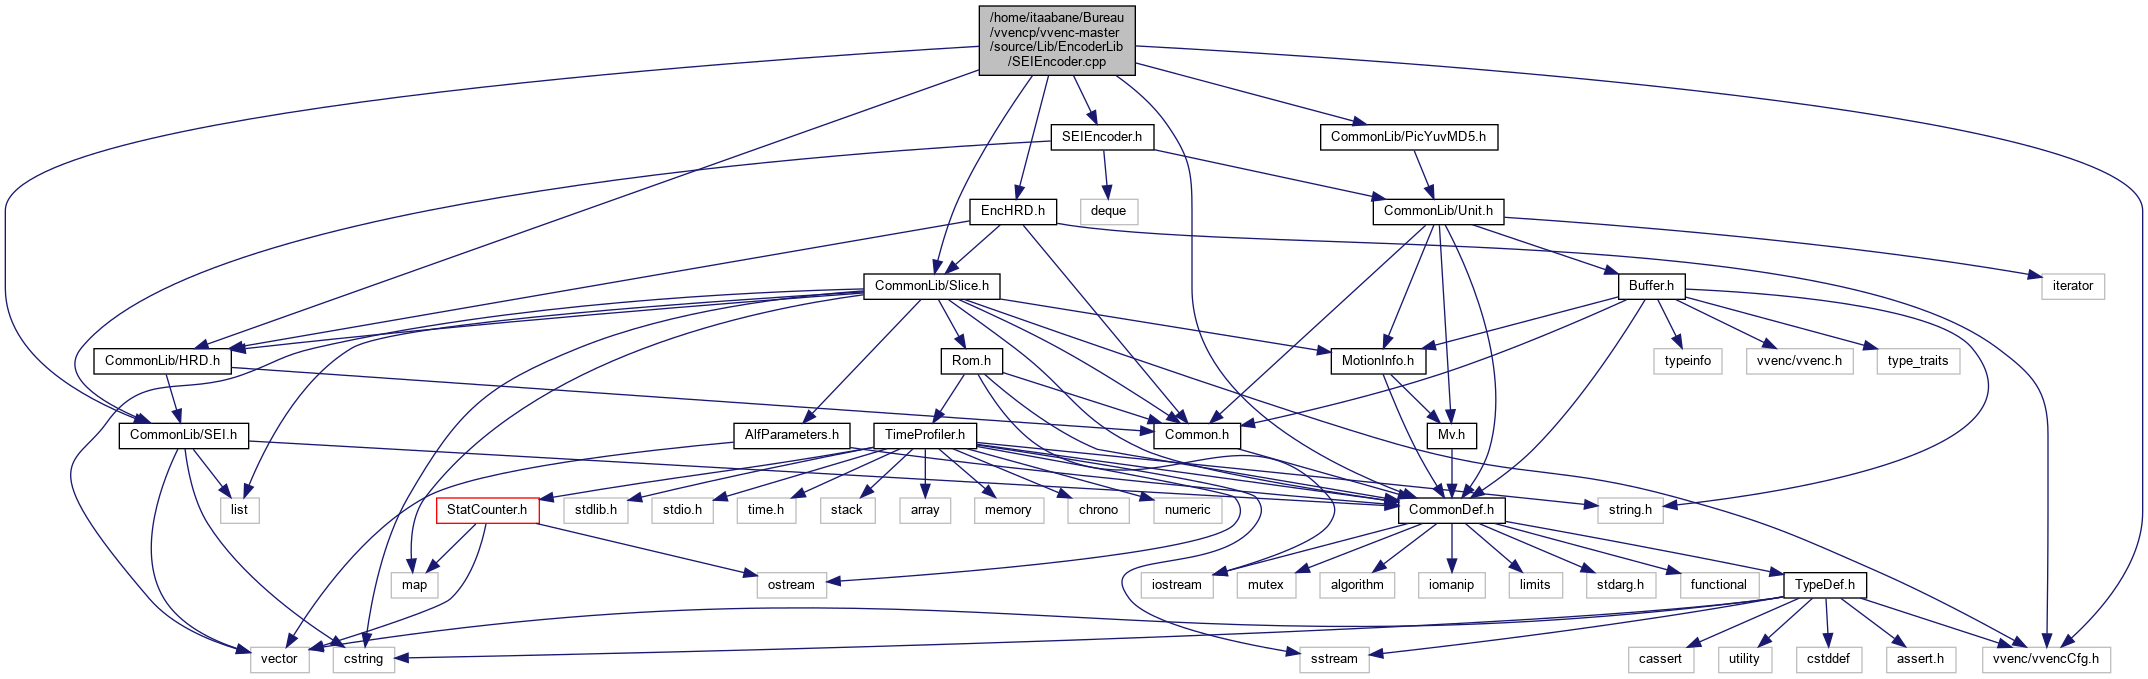 /home/itaabane/Bureau
/vvencp/vvenc-master
/source/Lib/EncoderLib
/SEIEncoder.cpp
SEIEncoder.h
CommonLib/PicYuvMD5.h
EncHRD.h
deque
CommonLib/Unit.h
CommonLib/Slice.h
Buffer.h
iterator
CommonLib/HRD.h
Rom.h
MotionInfo.h
typeinfo
vvenc/vvenc.h
type_traits
CommonLib/SEI.h
AlfParameters.h
TimeProfiler.h
Common.h
Mv.h
list
StatCounter.h
stdlib.h
stdio.h
time.h
stack
array
memory
chrono
numeric
CommonDef.h
string.h
map
ostream
iostream
mutex
algorithm
iomanip
limits
stdarg.h
functional
TypeDef.h
vector
cstring
sstream
cassert
utility
cstddef
assert.h
vvenc/vvencCfg.h